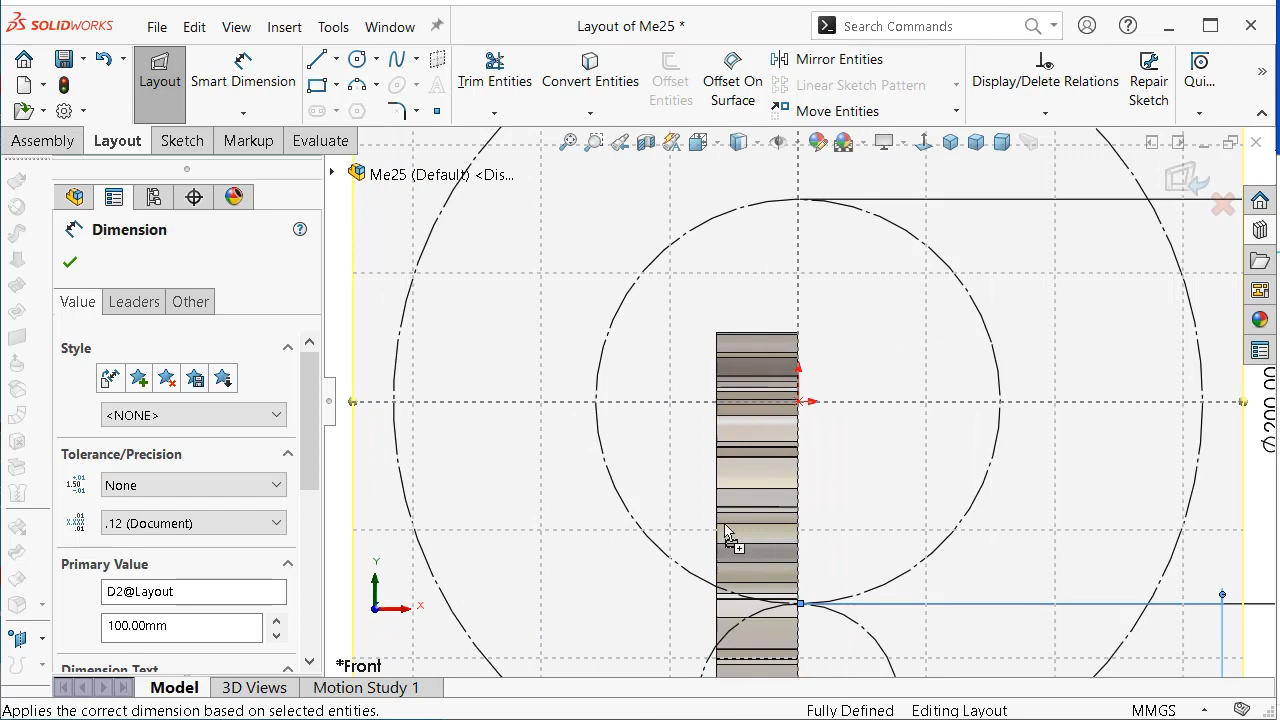 SOLIDWORKS
File Edit View Insert Tools Window
Layout of Me25 *
Search Commands
Layout
Smart Dimension
Trim Entities
Convert Entities
Offset Entities
Offset On Surface
Mirror Entities
Linear Sketch Pattern
Move Entities
Display/Delete Relations
Repair Sketch
Qui...
Assembly Layout Sketch Markup Evaluate
Me25 (Default) <Dis...
Dimension
Value Leaders Other
Style
<NONE>
Tolerance/Precision
None
.12 (Document)
Primary Value
D2@Layout
100.00mm
Dimension Text
Ø200.00
Y
X
*Front
Model 3D Views Motion Study 1
Applies the correct dimension based on selected entities.
Fully Defined Editing Layout MMGS